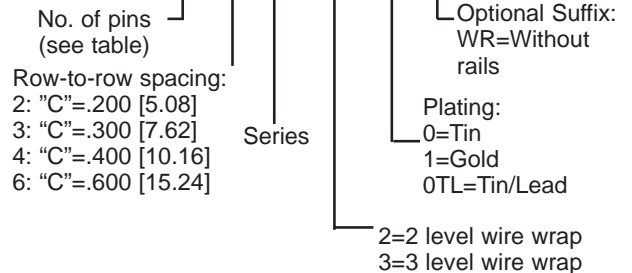 No. of pins
(see table)
Row-to-row spacing:
2: ”C”=.200 [5.08]
3: “C”=.300 [7.62]
4: “C”=.400 [10.16]
6: “C”=.600 [15.24]
Series
Optional Suffix:
WR=Without
rails
Plating:
0=Tin
1=Gold
0TL=Tin/Lead
2=2 level wire wrap
3=3 level wire wrap